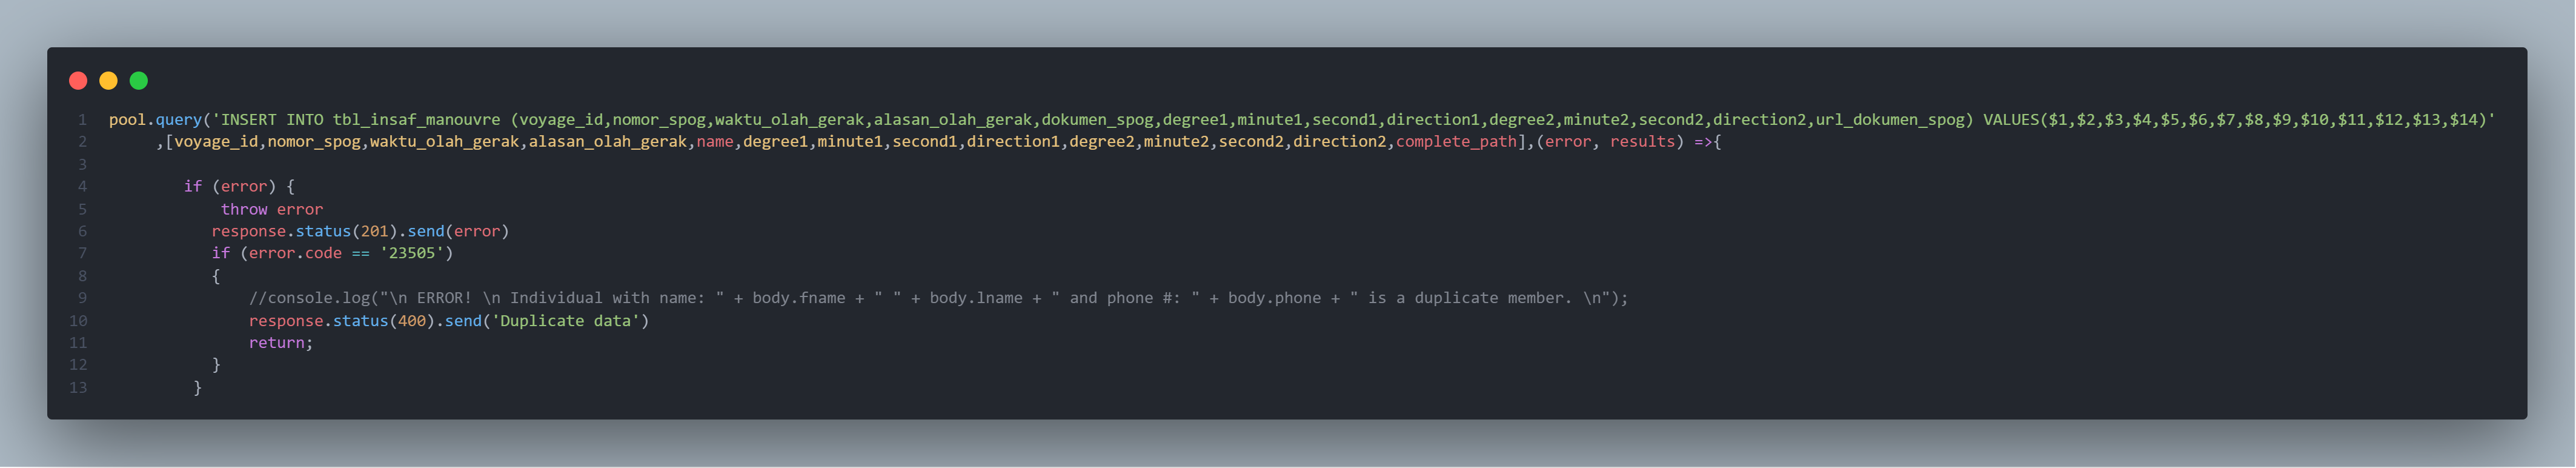 1 pool.query('INSERT INTO tbl_insaf_manouvre (voyage_id,nomor_spog,waktu_olah_gerak,alasan_olah_gerak,dokumen_spog,degree1,minute1,second1,direction1,degree2,minute2,second2,direction2,url_dokumen_spog) VALUES($1,$2,$3,$4,$5,$6,$7,$8,$9,$10,$11,$12,$13,$14)'
2 ,[voyage_id,nomor_spog,waktu_olah_gerak,alasan_olah_gerak,name,degree1,minute1,second1,direction1,degree2,minute2,second2,direction2,complete_path],(error, results) =>{
3
4 if (error) {
5 throw error
6 response.status(201).send(error)
7 if (error.code == '23505')
8 {
9 //console.log("\n ERROR! \n Individual with name: " + body.fname + " " + body.lname + " and phone #: " + body.phone + " is a duplicate member. \n");
10 response.status(400).send('Duplicate data')
11 return;
12 }
13 }